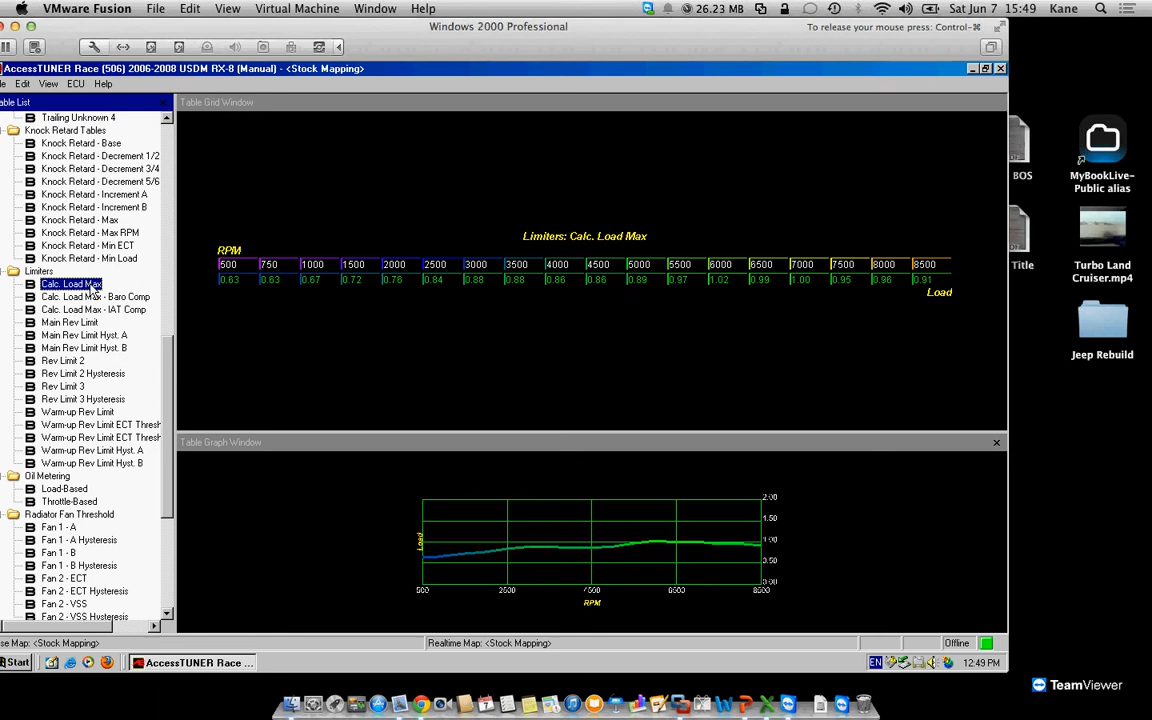 VMware Fusion File Edit View Virtual Machine Window Help 26.23 MB Sat Jun 7 15:49 Kane
Windows 2000 Professional To release your mouse press: Control-⌘
AccessTUNER Race (506) 2006-2008 USDM RX-8 (Manual) - <Stock Mapping>
le Edit View ECU Help
able List
Trailing Unknown 4
Knock Retard Tables
Knock Retard - Base
Knock Retard - Decrement 1/2
Knock Retard - Decrement 3/4
Knock Retard - Decrement 5/6
Knock Retard - Increment A
Knock Retard - Increment B
Knock Retard - Max
Knock Retard - Max RPM
Knock Retard - Min ECT
Knock Retard - Min Load
Limiters
Calc. Load Max
Calc. Load Max - Baro Comp
Calc. Load Max - IAT Comp
Main Rev Limit
Main Rev Limit Hyst. A
Main Rev Limit Hyst. B
Rev Limit 2
Rev Limit 2 Hysteresis
Rev Limit 3
Rev Limit 3 Hysteresis
Warm-up Rev Limit
Warm-up Rev Limit ECT Thresh
Warm-up Rev Limit ECT Thresh
Warm-up Rev Limit Hyst. A
Warm-up Rev Limit Hyst. B
Oil Metering
Load-Based
Throttle-Based
Radiator Fan Threshold
Fan 1 - A
Fan 1 - A Hysteresis
Fan 1 - B
Fan 1 - B Hysteresis
Fan 2 - ECT
Fan 2 - ECT Hysteresis
Fan 2 - VSS
Fan 2 - VSS Hysteresis
Table Grid Window
Limiters: Calc. Load Max
RPM
500 750 1000 1500 2000 2500 3000 3500 4000 4500 5000 5500 6000 6500 7000 7500 8000 8500
0.63 0.63 0.67 0.72 0.76 0.84 0.88 0.88 0.86 0.86 0.89 0.97 1.02 0.99 1.00 0.95 0.96 0.91
Load
Table Graph Window
2.00
1.50
1.00
0.50
0.00
Load
500 2500 4500 6500 8500
RPM
se Map: <Stock Mapping> Realtime Map: <Stock Mapping> Offline
Start AccessTUNER Race ... EN 12:49 PM
BOS
Title
MyBookLive-
Public alias
Turbo Land
Cruiser.mp4
Jeep Rebuild
TeamViewer